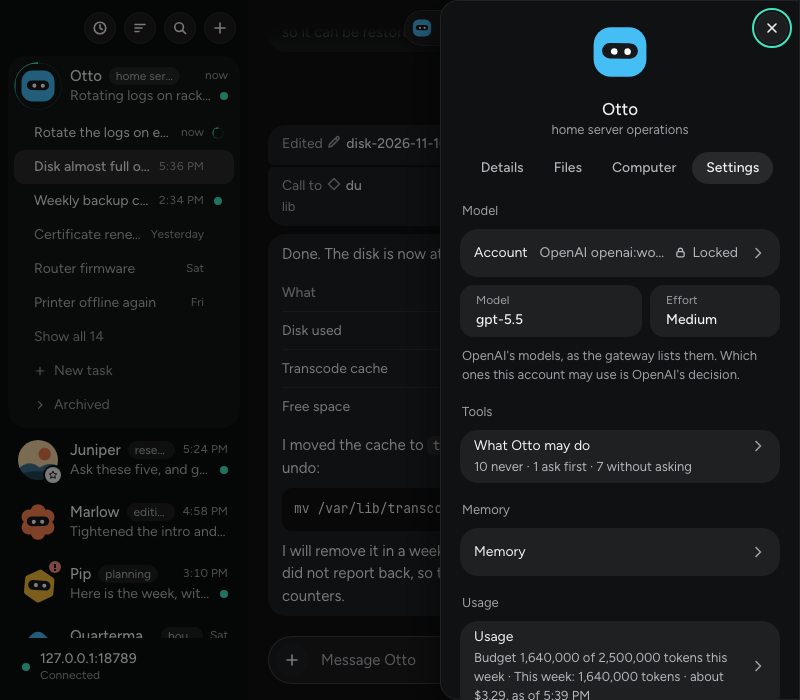 Otto home ser... now
Rotating logs on rack...
Rotate the logs on e... now
Disk almost full o... 5:36 PM
Weekly backup c... 2:34 PM
Certificate rene... Yesterday
Router firmware Sat
Printer offline again Fri
Show all 14
New task
Archived
Juniper rese... 5:24 PM
Ask these five, and g...
Marlow editi... 4:58 PM
Tightened the intro and...
Pip planning 3:10 PM
Here is the week, wit...
Quarterma hou Sat
127.0.0.1:18789
Connected
so it can be restor
Edited disk-2026-11-1
Call to du
lib
Done. The disk is now at
What
Disk used
Transcode cache
Free space
I moved the cache to
undo:
mv /var/lib/transco
I will remove it in a week
did not report back, so t
counters.
Message Otto
Otto
home server operations
Details Files Computer Settings
Model
Account OpenAI openai:wo... Locked
Model
gpt-5.5
Effort
Medium
OpenAI's models, as the gateway lists them. Which
ones this account may use is OpenAI's decision.
Tools
What Otto may do
10 never · 1 ask first · 7 without asking
Memory
Memory
Usage
Usage
Budget 1,640,000 of 2,500,000 tokens this
week · This week: 1,640,000 tokens · about
$3.29, as of 5:39 PM